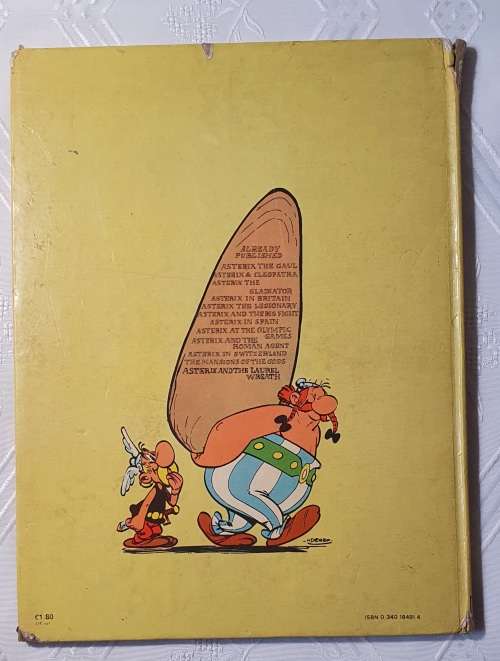 ALREADY
PUBLISHED
ASTERIX THE GAUL
ASTERIX & CLEOPATRA
ASTERIX THE
GLADIATOR
ASTERIX IN BRITAIN
ASTERIX THE LEGIONARY
ASTERIX AND THE BIG FIGHT
ASTERIX IN SPAIN
ASTERIX AT THE OLYMPIC
GAMES
ASTERIX AND THE
ROMAN AGENT
ASTERIX IN SWITZERLAND
THE MANSIONS OF THE GODS
ASTERIX AND THE LAUREL
WREATH
UDERZO
£1.80
ISBN 0 340 18491 4